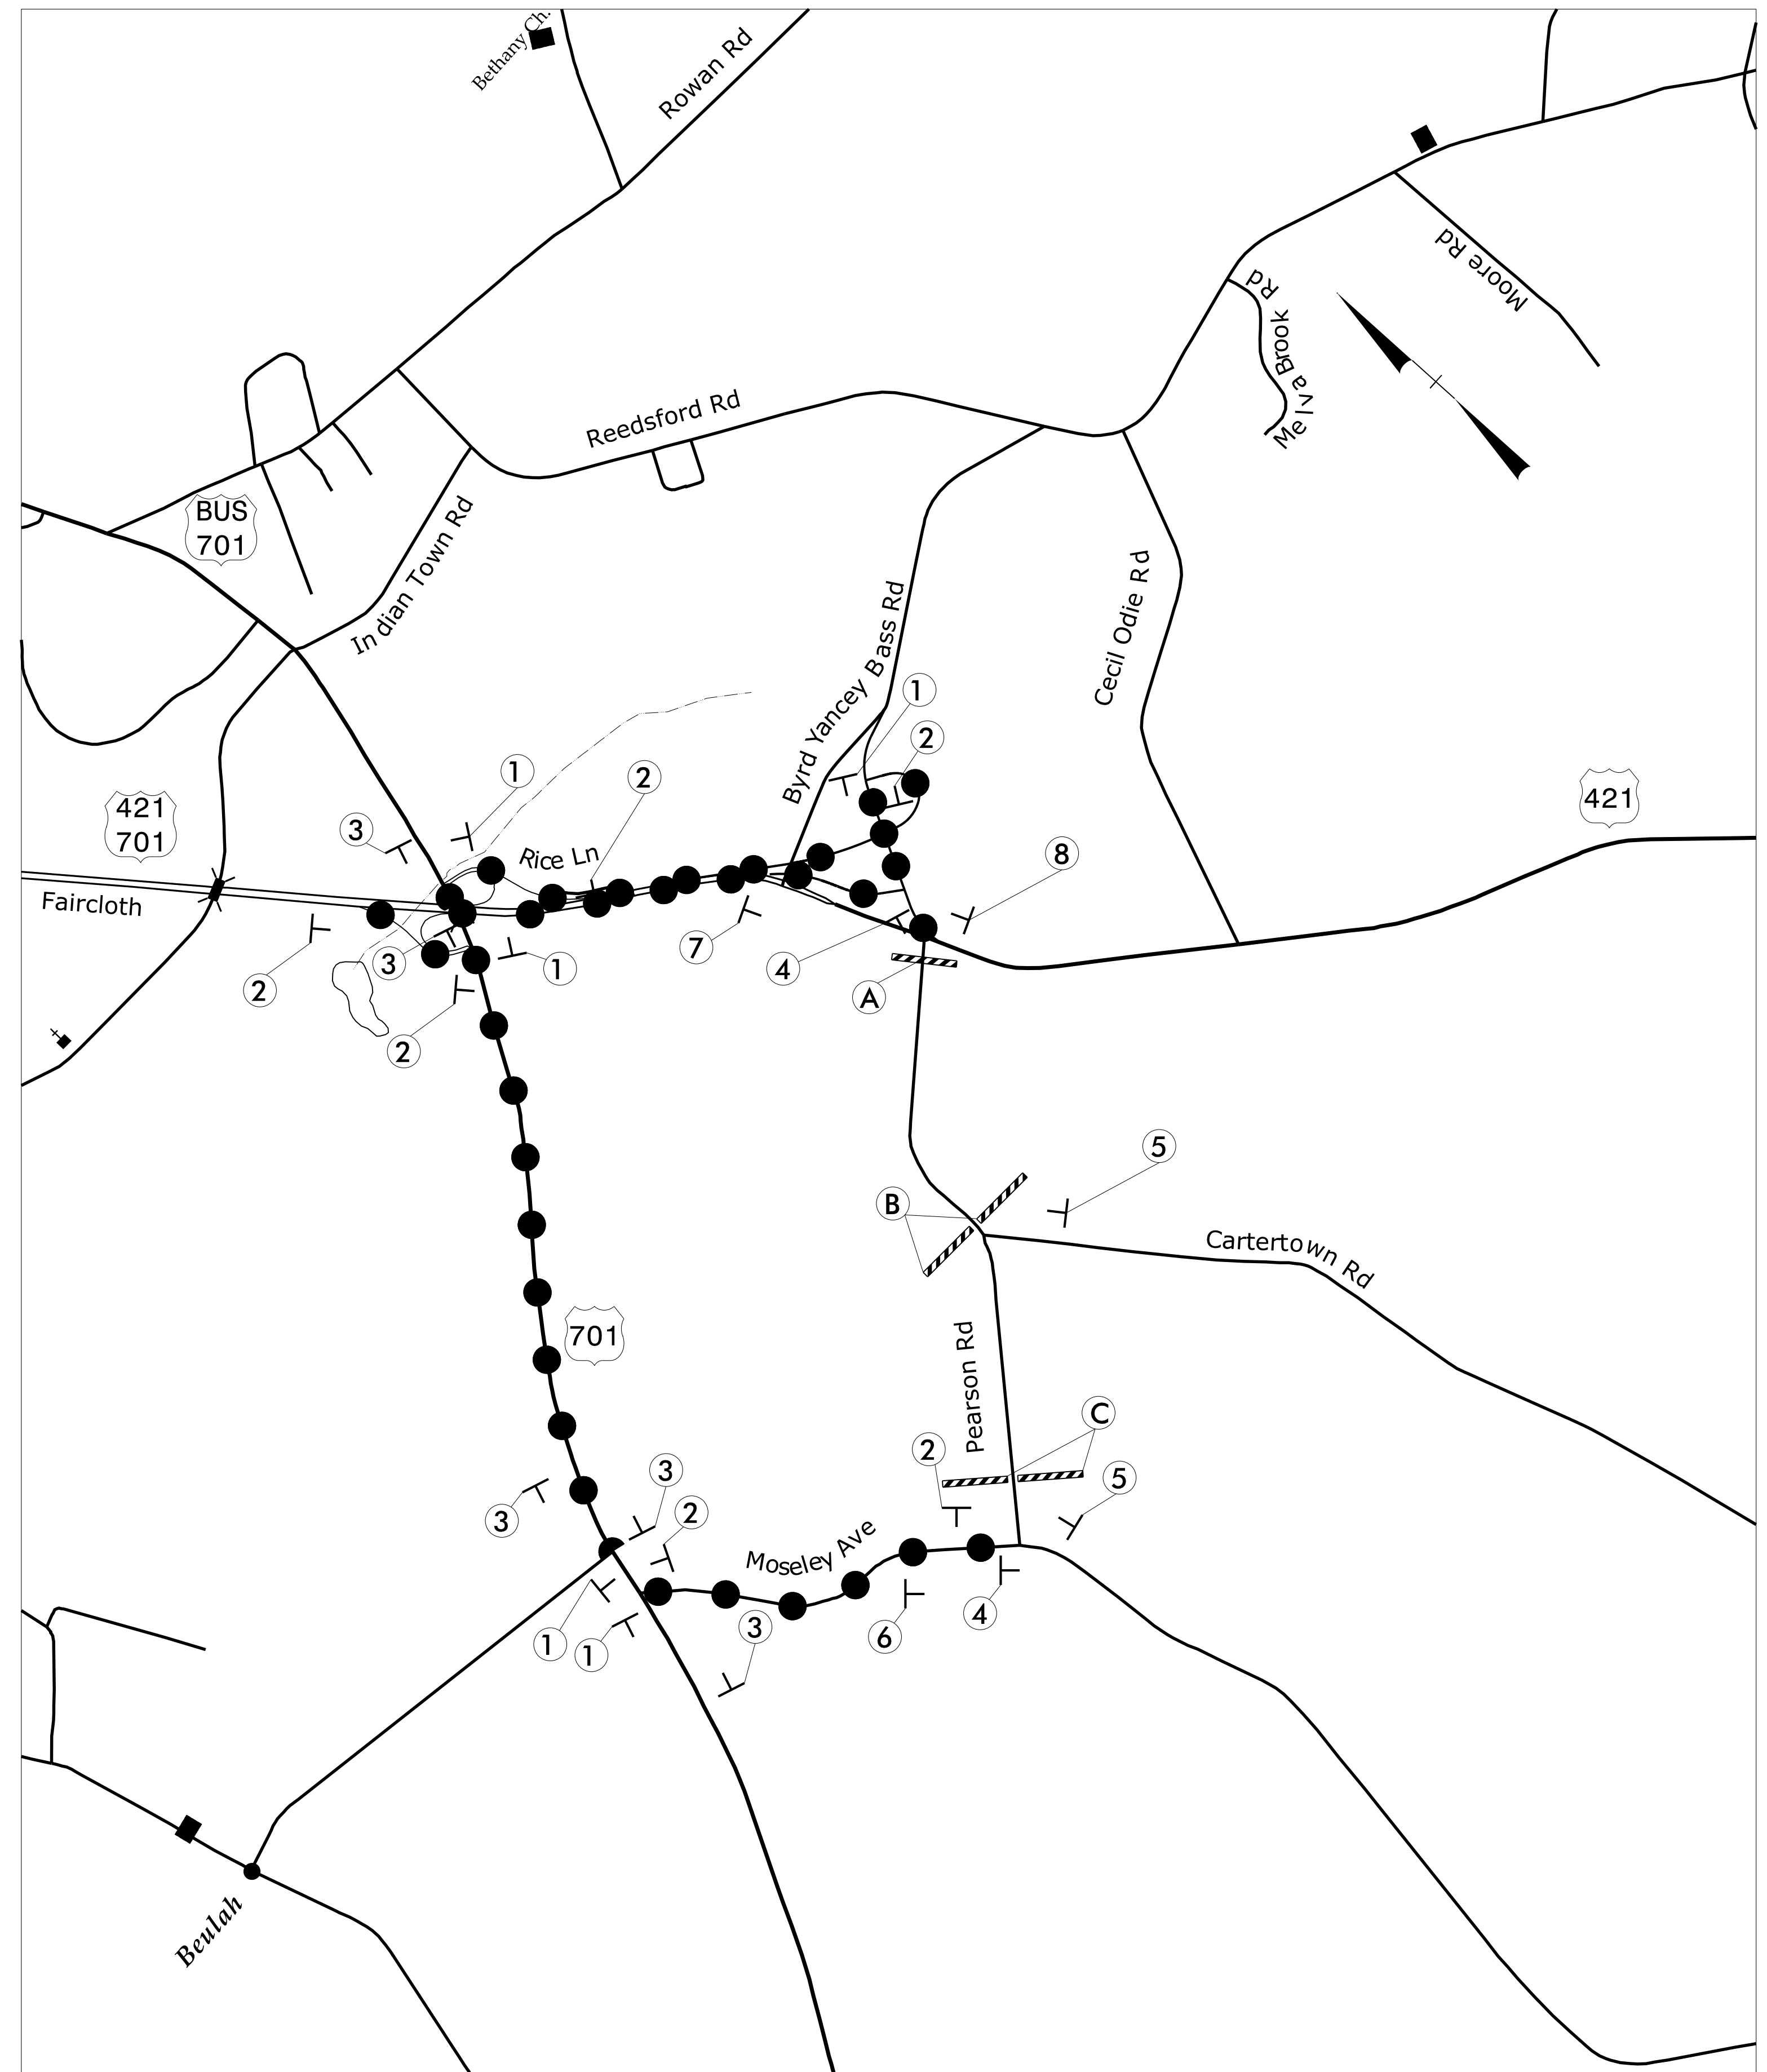 Bethany Ch.
Rowan Rd
Moore Rd
Melva Brook Rd
Reedsford Rd
BUS
701
Indian Town Rd
Byrd Yancey Bass Rd
Cecil Odie Rd
1
2
1
2
421
701
3
421
Rice Ln
8
Faircloth
7
3
1
4
2
A
2
5
B
Cartertown Rd
701
Pearson Rd
C
2
3
5
2
3
Moseley Ave
4
3
6
1
1
Beulah